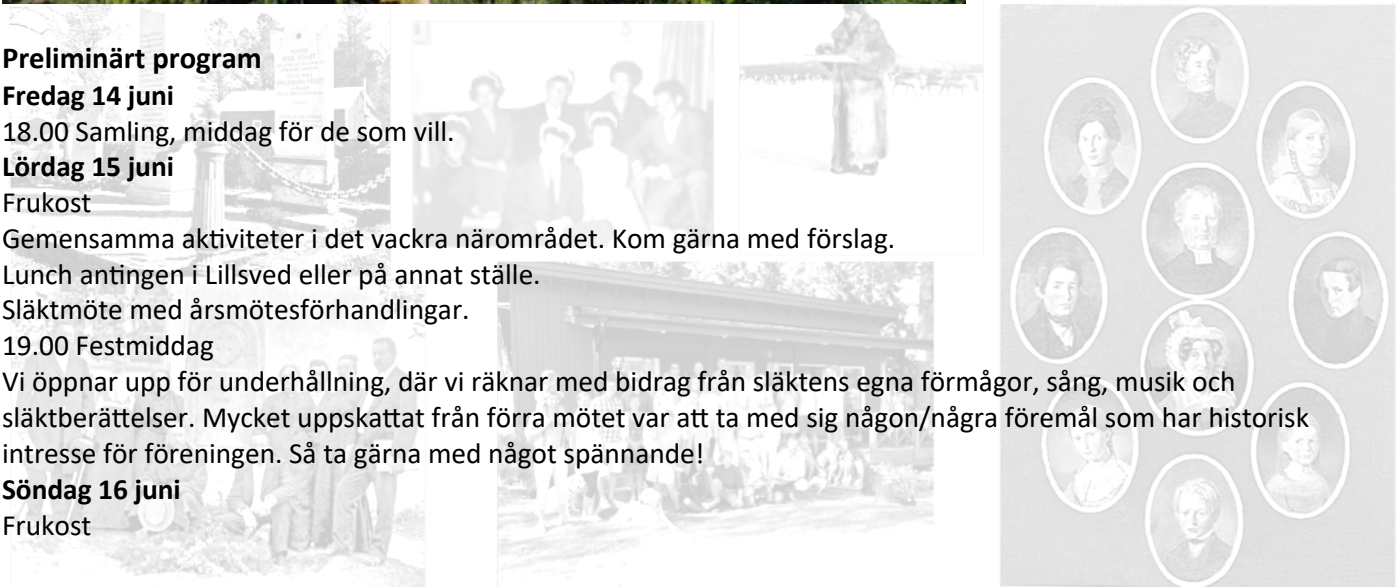 Preliminärt program
Fredag 14 juni
18.00 Samling, middag för de som vill.
Lördag 15 juni
Frukost
Gemensamma aktiviteter i det vackra närområdet. Kom gärna med förslag.
Lunch antingen i Lillsved eller på annat ställe.
Släktmöte med årsmötesförhandlingar.
19.00 Festmiddag
Vi öppnar upp för underhållning, där vi räknar med bidrag från släktens egna förmågor, sång, musik och
släktberättelser. Mycket uppskattat från förra mötet var att ta med sig någon/några föremål som har historisk
intresse för föreningen. Så ta gärna med något spännande!
Söndag 16 juni
Frukost